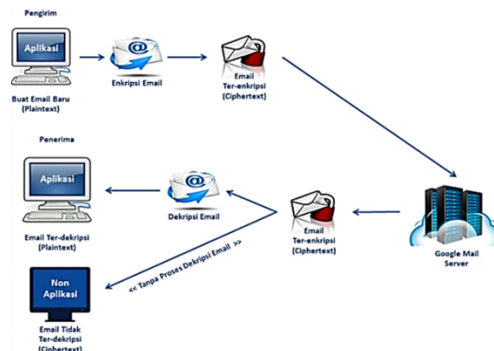 Pengirim
Aplikasi
Buat Email Baru
(Plaintext)
@
Enkripsi Email
Email
Ter-enkripsi
(Ciphertext)
Penerima
Aplikasi
Email Ter-dekripsi
(Plaintext)
@
Dekripsi Email
Email
Ter-enkripsi
(Ciphertext)
Google Mail
Server
<< Tanpa Proses Dekripsi Email >>
Non
Aplikasi
Email Tidak
Ter-dekripsi
(Ciphertext)